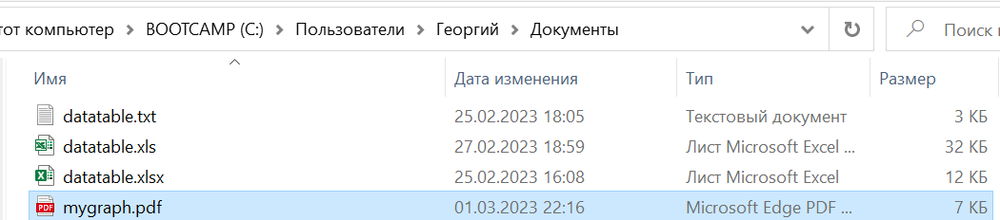 тот компьютер > BOOTCAMP (C:) > Пользователи > Георгий > Документы Поиск
Имя Дата изменения Тип Размер
datatable.txt 25.02.2023 18:05 Текстовый документ 3 КБ
datatable.xls 27.02.2023 18:59 Лист Microsoft Excel ... 32 КБ
datatable.xlsx 25.02.2023 16:08 Лист Microsoft Excel 12 КБ
PDF mygraph.pdf 01.03.2023 22:16 Microsoft Edge PDF ... 7 КБ